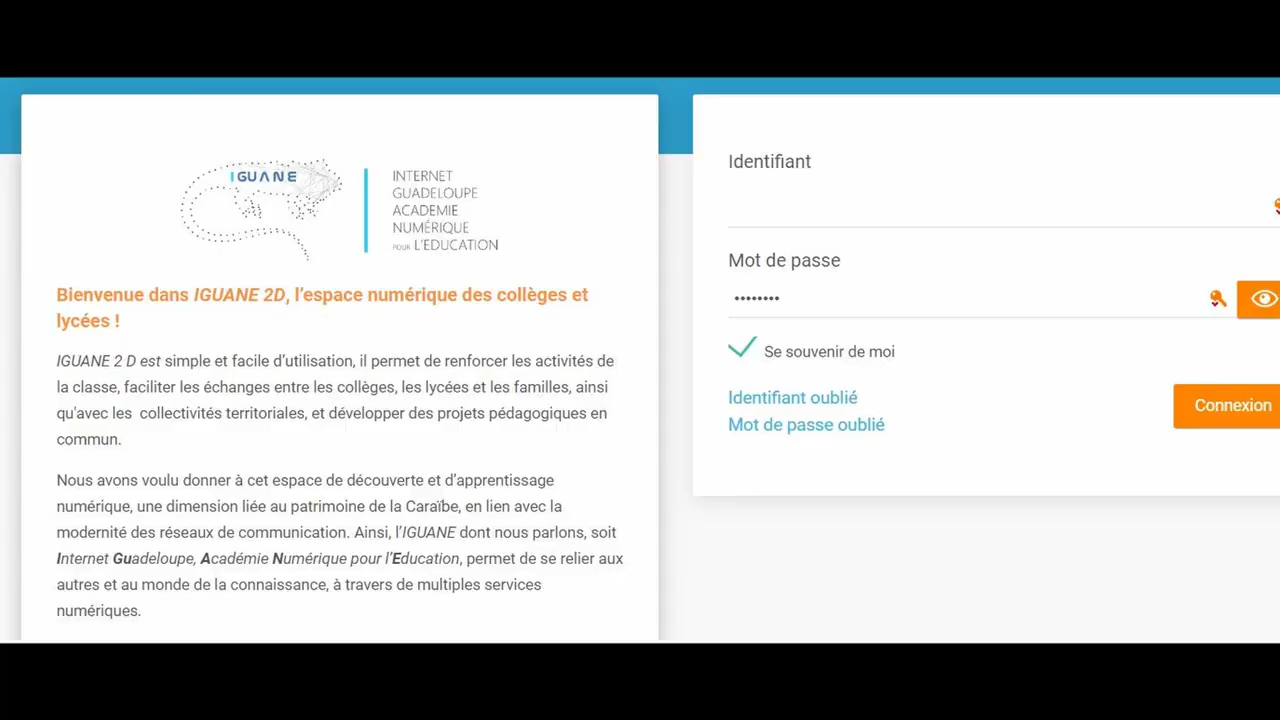 IGUANE
INTERNET
GUADELOUPE
ACADEMIE
NUMÉRIQUE
POUR L'EDUCATION
Bienvenue dans IGUANE 2D, l'espace numérique des collèges et
lycées !
IGUANE 2 D est simple et facile d'utilisation, il permet de renforcer les activités de
la classe, faciliter les échanges entre les collèges, les lycées et les familles, ainsi
qu'avec les collectivités territoriales, et développer des projets pédagogiques en
commun.
Nous avons voulu donner à cet espace de découverte et d'apprentissage
numérique, une dimension liée au patrimoine de la Caraïbe, en lien avec la
modernité des réseaux de communication. Ainsi, l'IGUANE dont nous parlons, soit
Internet Guadeloupe, Académie Numérique pour l'Education, permet de se relier aux
autres et au monde de la connaissance, à travers de multiples services
numériques.
Identifiant
Mot de passe
••••••••
Se souvenir de moi
Identifiant oublié
Mot de passe oublié
Connexion